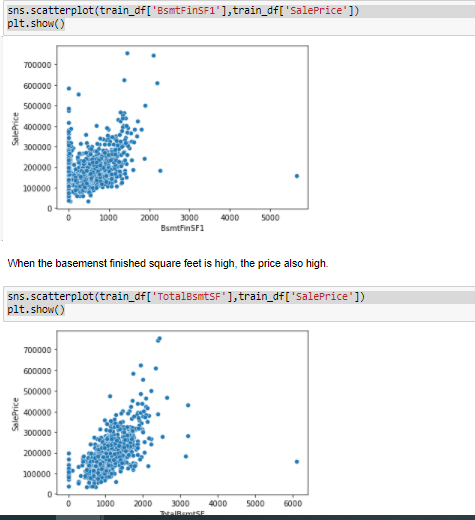 sns.scatterplot(train_df['BsmtFinSF1'],train_df['SalePrice'])
plt.show()
700000
600000
500000
400000
300000
200000
100000
0
SalePrice
0 1000 2000 3000 4000 5000
BsmtFinSF1
When the basemenst finished square feet is high, the price also high.
sns.scatterplot(train_df['TotalBsmtSF'],train_df['SalePrice'])
plt.show()
700000
600000
500000
400000
300000
200000
100000
0
SalePrice
0 1000 2000 3000 4000 5000 6000
TotalBsmtSF